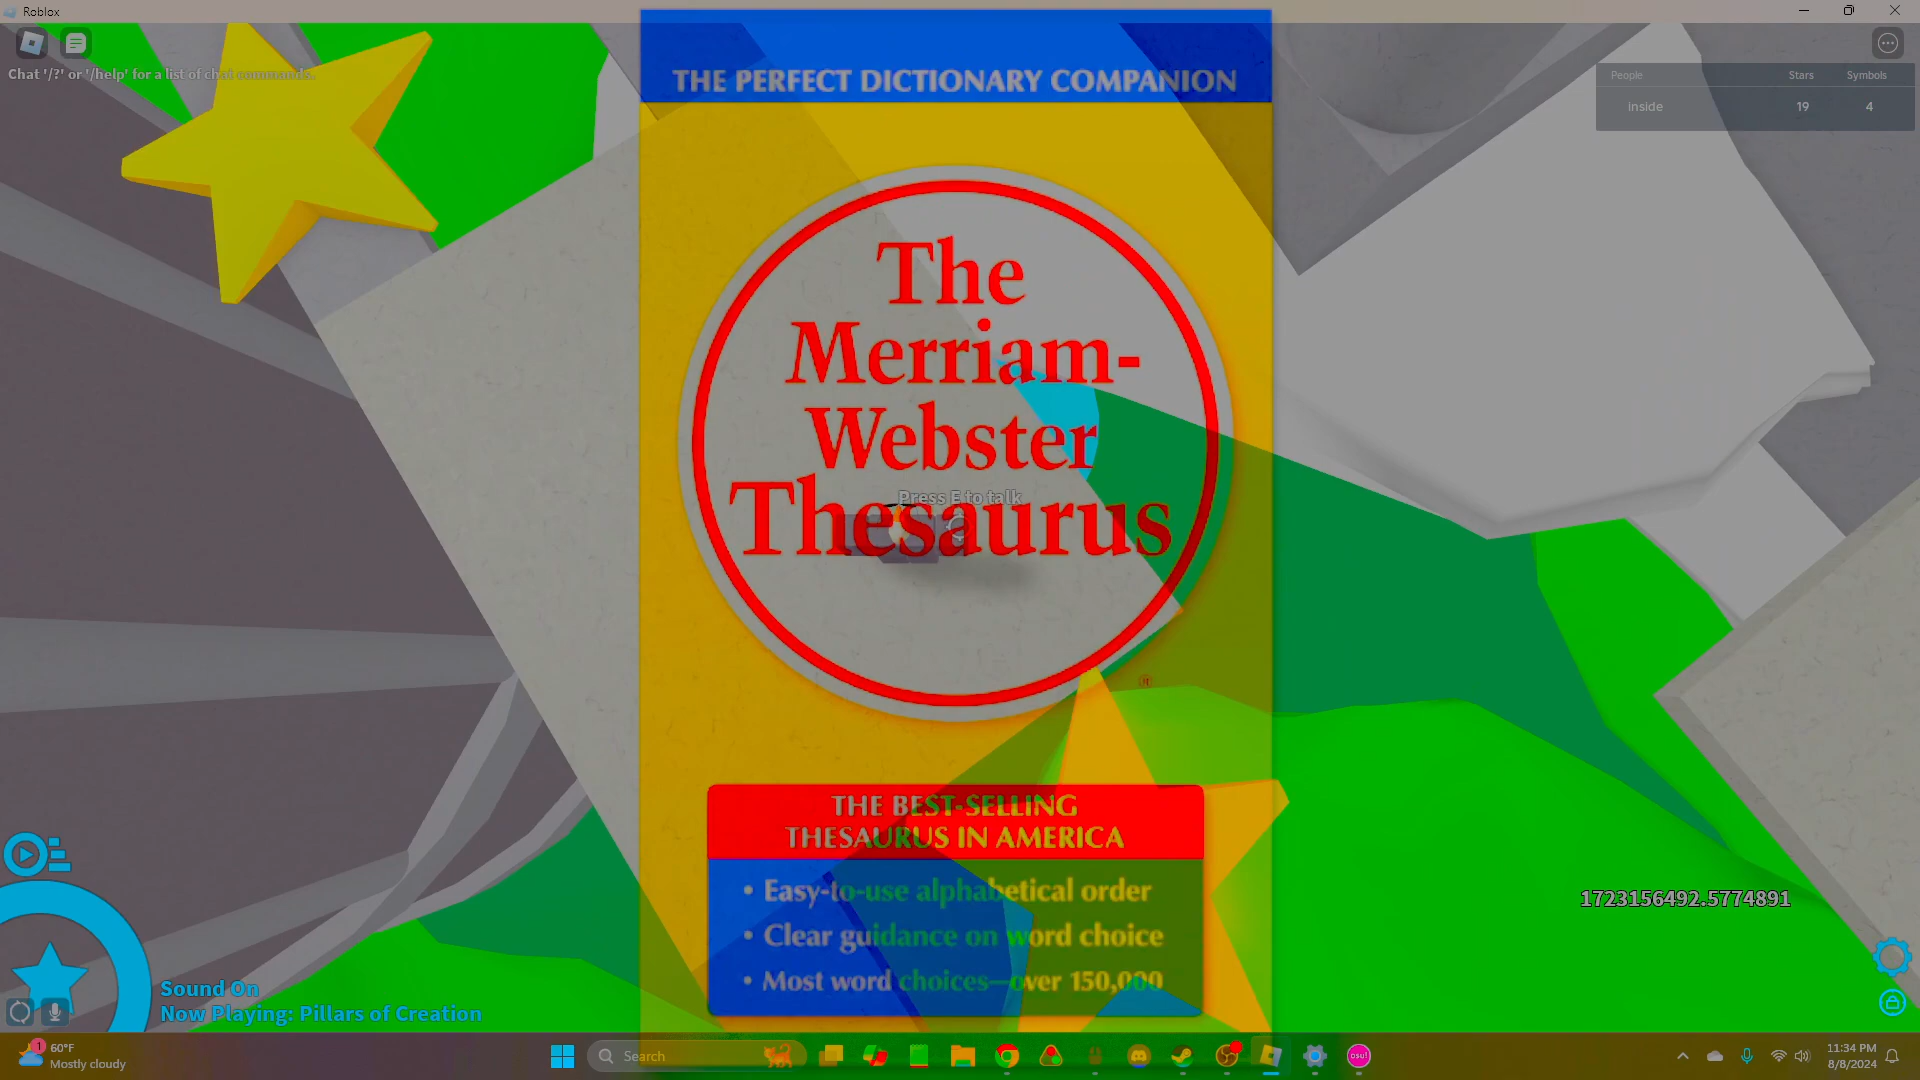 Roblox
Chat '/?' or '/help' for a list of chat commands.
People Stars Symbols
inside 19 4
THE PERFECT DICTIONARY COMPANION
The
Merriam-
Webster
Thesaurus
Press E to talk
THE BEST-SELLING
THESAURUS IN AMERICA
• Easy-to-use alphabetical order
• Clear guidance on word choice
• Most word choices—over 150,000
1723156492.5774891
Sound On
Now Playing: Pillars of Creation
1
60°F
Mostly cloudy
Search
osu!
11:34 PM
8/8/2024